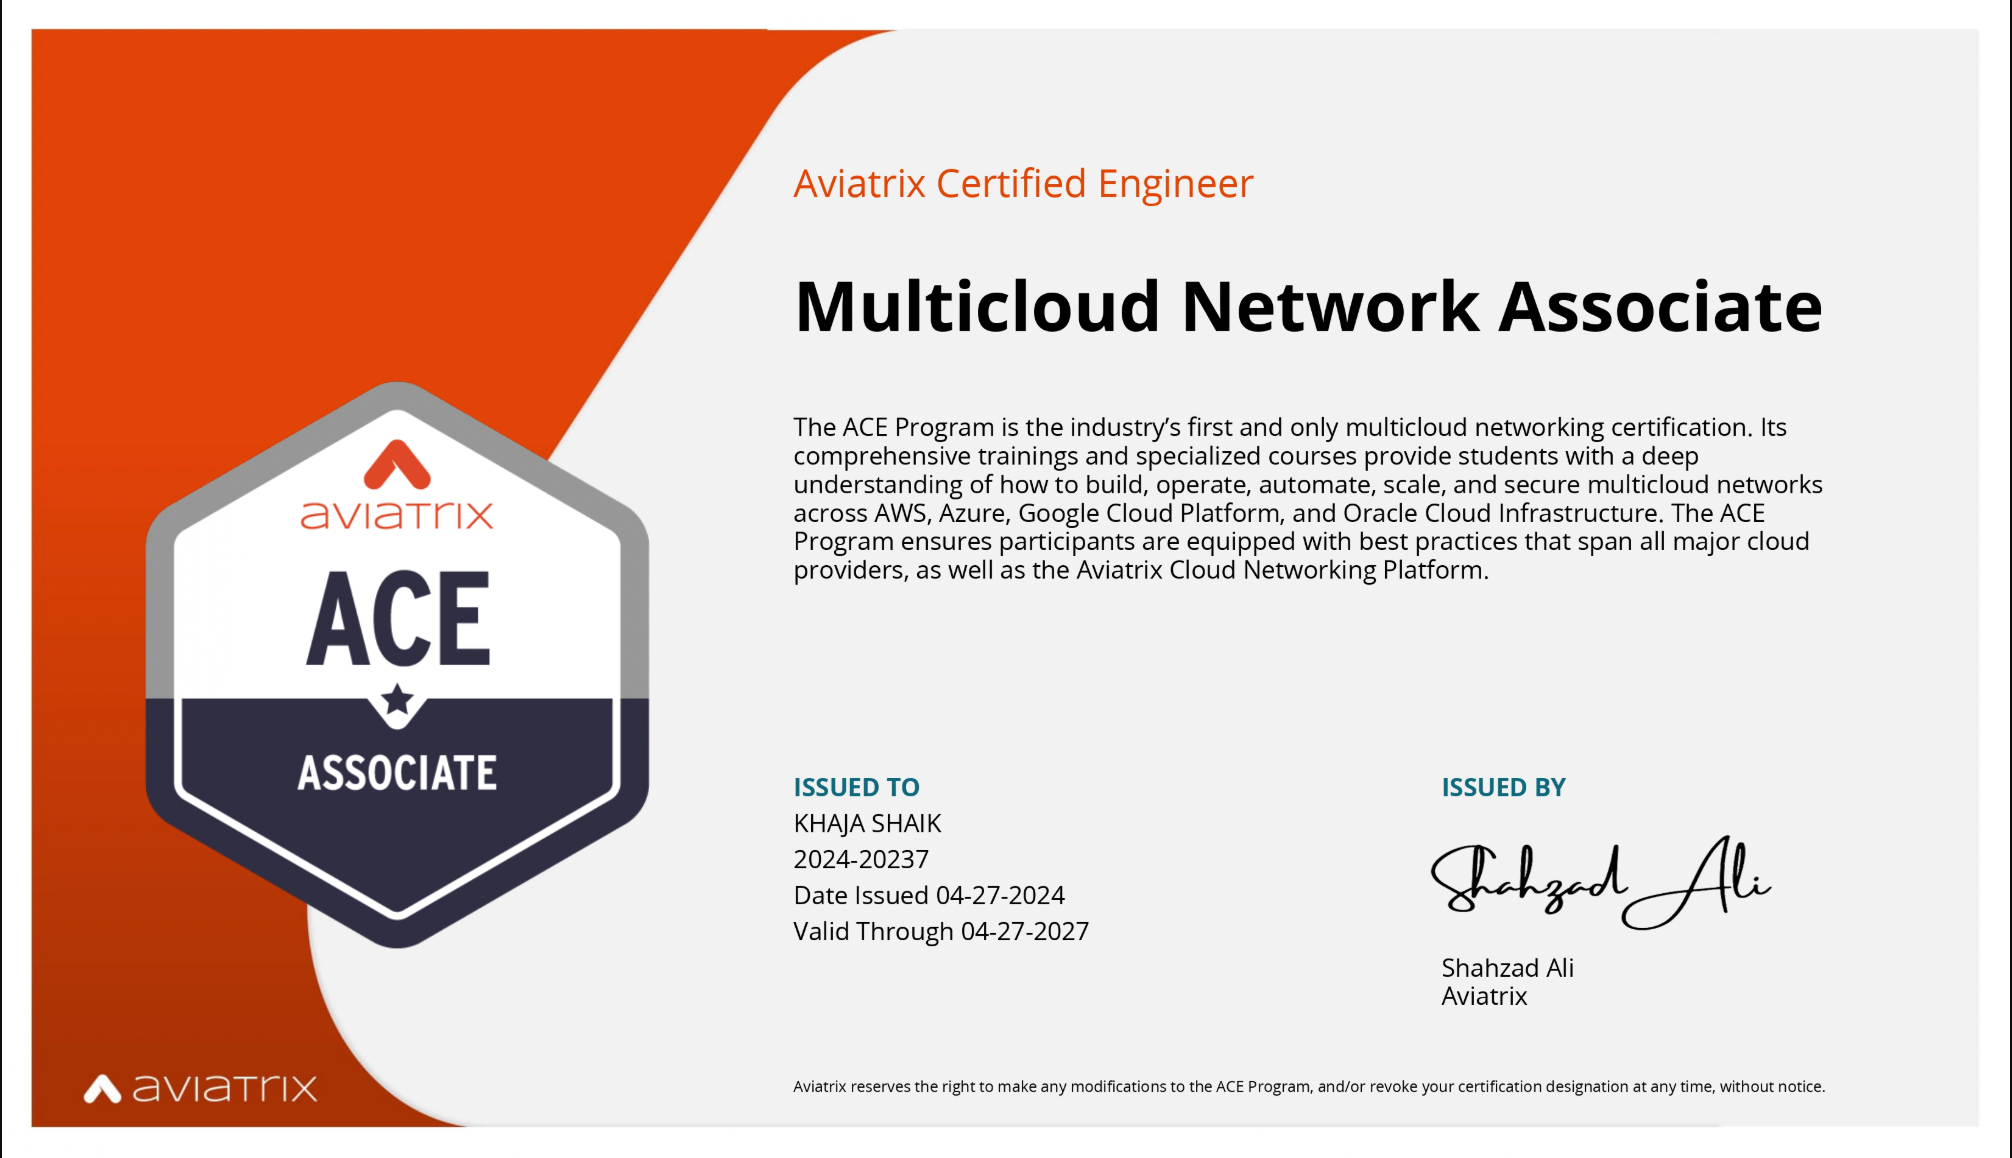 Aviatrix Certified Engineer
Multicloud Network Associate
The ACE Program is the industry’s first and only multicloud networking certification. Its
comprehensive trainings and specialized courses provide students with a deep
understanding of how to build, operate, automate, scale, and secure multicloud networks
across AWS, Azure, Google Cloud Platform, and Oracle Cloud Infrastructure. The ACE
Program ensures participants are equipped with best practices that span all major cloud
providers, as well as the Aviatrix Cloud Networking Platform.
aviatrix
ACE
ASSOCIATE
ISSUED TO
KHAJA SHAIK
2024-20237
Date Issued 04-27-2024
Valid Through 04-27-2027
ISSUED BY
Shahzad Ali
Shahzad Ali
Aviatrix
aviatrix
Aviatrix reserves the right to make any modifications to the ACE Program, and/or revoke your certification designation at any time, without notice.